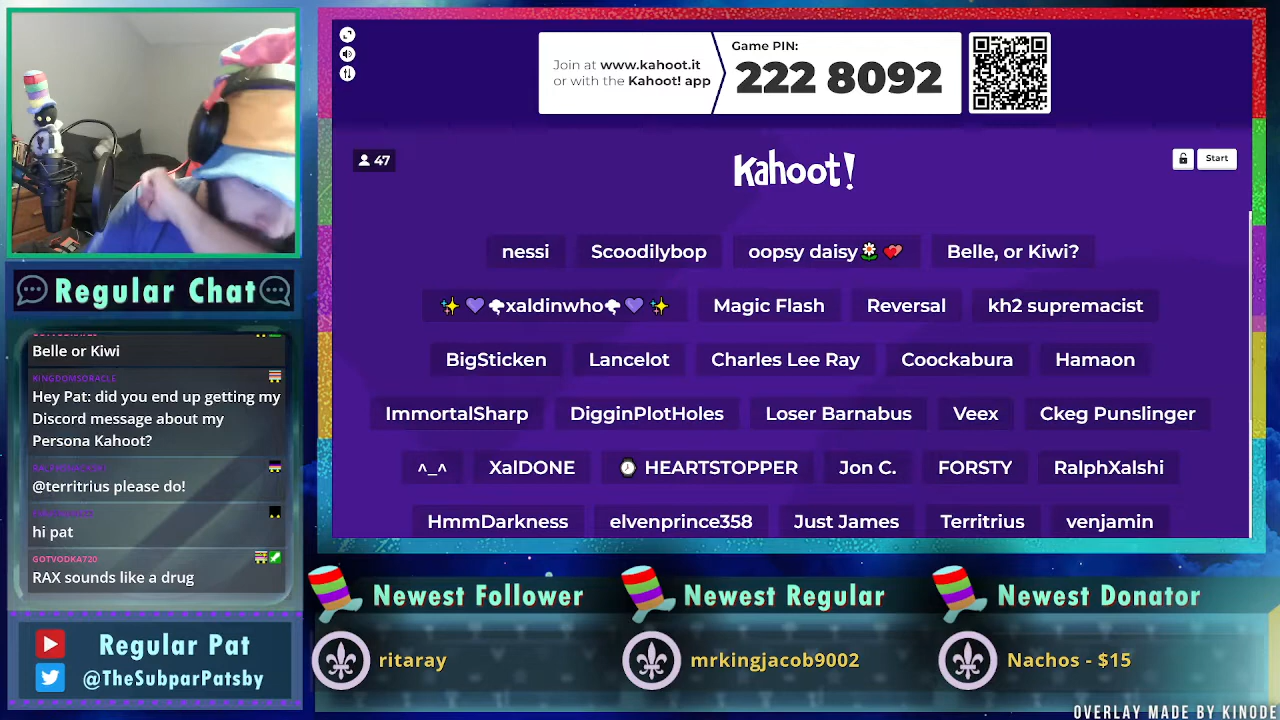 Join at www.kahoot.it
or with the Kahoot! app
Game PIN:
222 8092
47
Kahoot!
Start
nessi
Scoodilybop
oopsy daisy🌼💞
Belle, or Kiwi?
✨💜🌪xaldinwho🌪💜✨
Magic Flash
Reversal
kh2 supremacist
BigSticken
Lancelot
Charles Lee Ray
Coockabura
Hamaon
ImmortalSharp
DigginPlotHoles
Loser Barnabus
Veex
Ckeg Punslinger
^_^
XalDONE
⌚ HEARTSTOPPER
Jon C.
FORSTY
RalphXalshi
HmmDarkness
elvenprince358
Just James
Territrius
venjamin
Regular Chat
Belle or Kiwi
KINGDOMSORACLE
Hey Pat: did you end up getting my
Discord message about my
Persona Kahoot?
@territrius please do!
hi pat
GOTVODKA720
RAX sounds like a drug
Regular Pat
@TheSubparPatsby
Newest Follower
ritaray
Newest Regular
mrkingjacob9002
Newest Donator
Nachos - $15
OVERLAY MADE BY KINODE